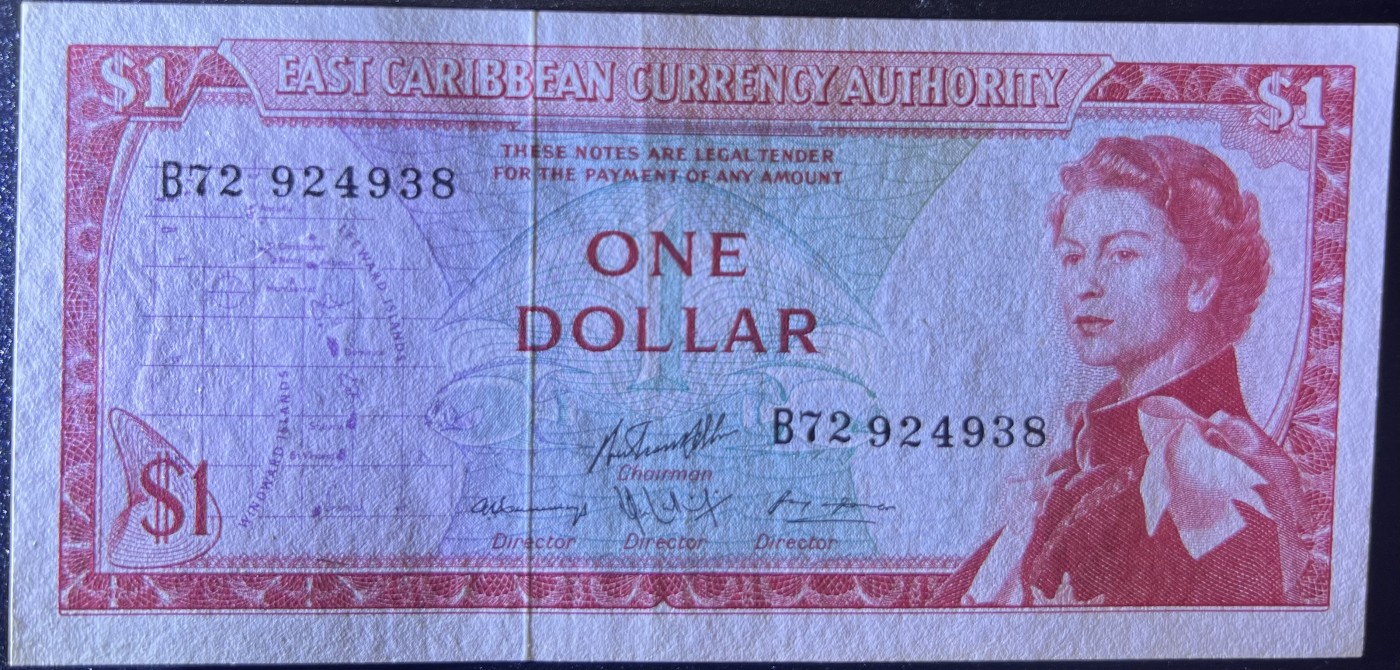 $1 EAST CARIBBEAN CURRENCY AUTHORITY $1
THESE NOTES ARE LEGAL TENDER
FOR THE PAYMENT OF ANY AMOUNT
B72 924938
LEEWARD ISLANDS
ONE
DOLLAR
WINDWARD ISLANDS
B72 924938
Chairman
$1
Director Director Director